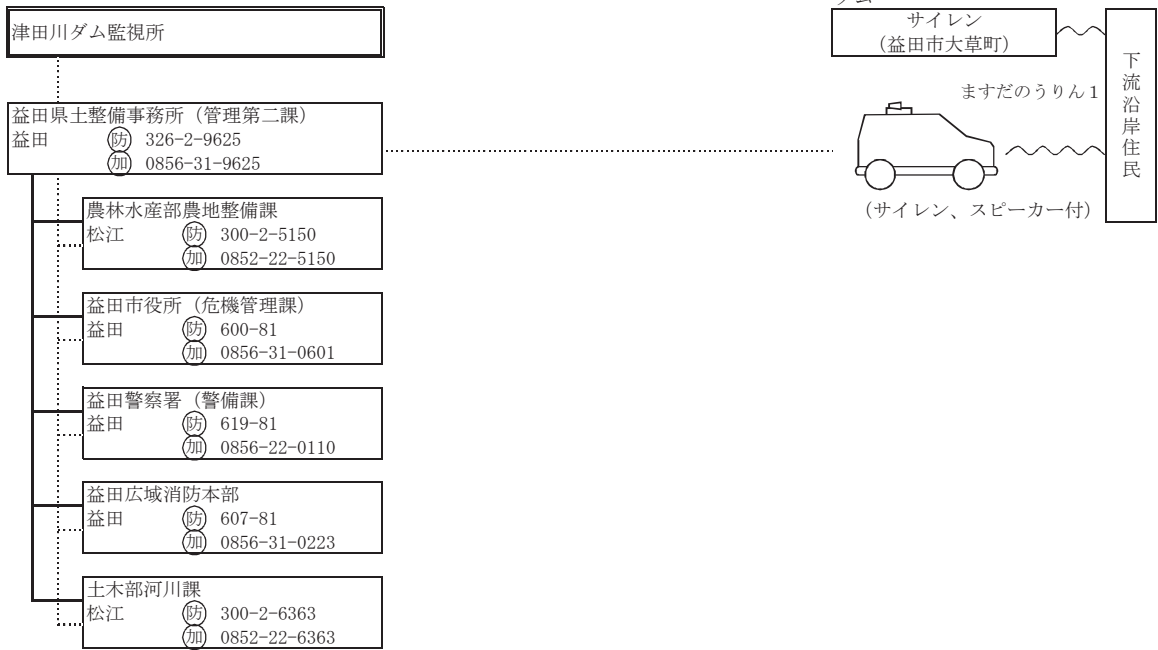 津田川ダム監視所
益田県土整備事務所（管理第二課）
益田 防 326-2-9625
加 0856-31-9625
農林水産部農地整備課
松江 防 300-2-5150
加 0852-22-5150
益田市役所（危機管理課）
益田 防 600-81
加 0856-31-0601
益田警察署（警備課）
益田 防 619-81
加 0856-22-0110
益田広域消防本部
益田 防 607-81
加 0856-31-0223
土木部河川課
松江 防 300-2-6363
加 0852-22-6363
サイレン
（益田市大草町）
ますだのうりん１
（サイレン、スピーカー付）
下流沿岸住民